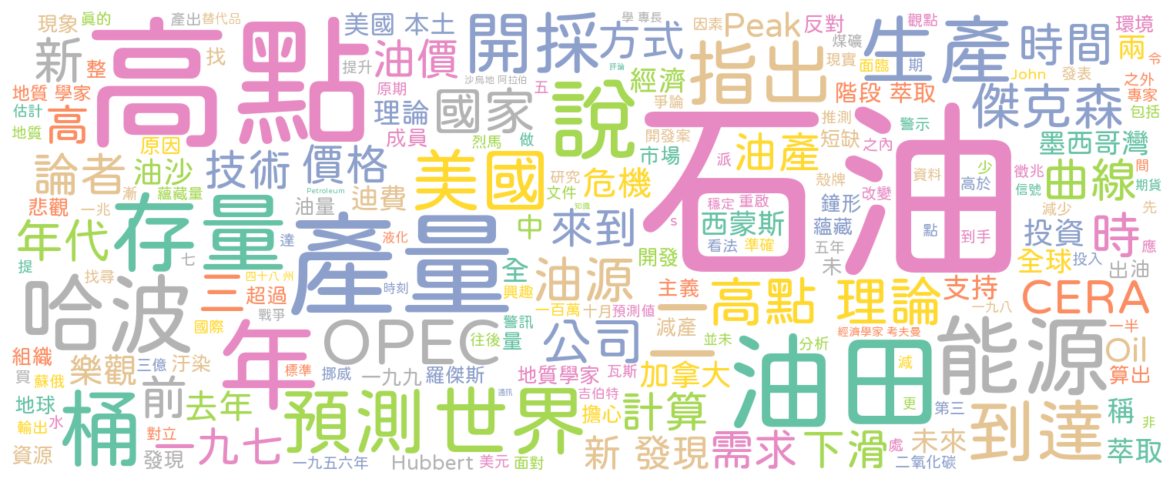 現象
產出 替代品
真的
高點
美國 本土
開採
方式
學 專長
因素
Peak
反對
觀點
生產
時間
環境
兩
令
新
整
找
提升
油價
沙烏地 阿拉伯
評論
指出
煤礦
現實
面臨
期
John
發表
之外
專家
包括
地質 學家
估計
地質
高
原期
理論
成員
國家
五
說
經濟
爭論
階段 萃取
傑克森
原因
烈馬
做
開發案
市場
推測
短缺
之內
警示
墨西哥灣
論者
油沙
技術
價格
美國
派
危機
油產
石油
徵兆
少
間
期貨
信號
曲線
先
悲觀
一兆
漸
蘊藏量
Petroleum
油量
迪費
研究
文件
知識
殼牌
改變
資料
高於
減少
年代
存量
達
液化
產量
中
來到
穩定 重啟
s
西蒙斯
鐘形
蘊藏
點
到手
投資
時
應
提
七
找尋
四十八 州
時刻
全
開發
看法
準確
五年
未
全球
投入
出油
哈波
三
超過
戰爭
興趣
油源
主義
一百萬
十月
預測值
高點 理論
支持
一九八
CERA
國際
年
OPEC
警訊
往後
量
公司
減產
一
並未
經濟學家 考夫曼
分析
油田
減
更
能源
一半
Oil
算出
組織
買
蘇俄
樂觀
三億
汙染
標準
挪威
一九九
羅傑斯
地質學家
瓦斯
加拿大
吉伯特
通訊
地球
水
輸出
資源
桶
前
去年
預測
世界
擔心
計算
第三
到達
稱
非
對立
發現
一九七
一九五六年
Hubbert
美元
面對
新 發現
需求
下滑
處
未來
二氧化碳
萃取